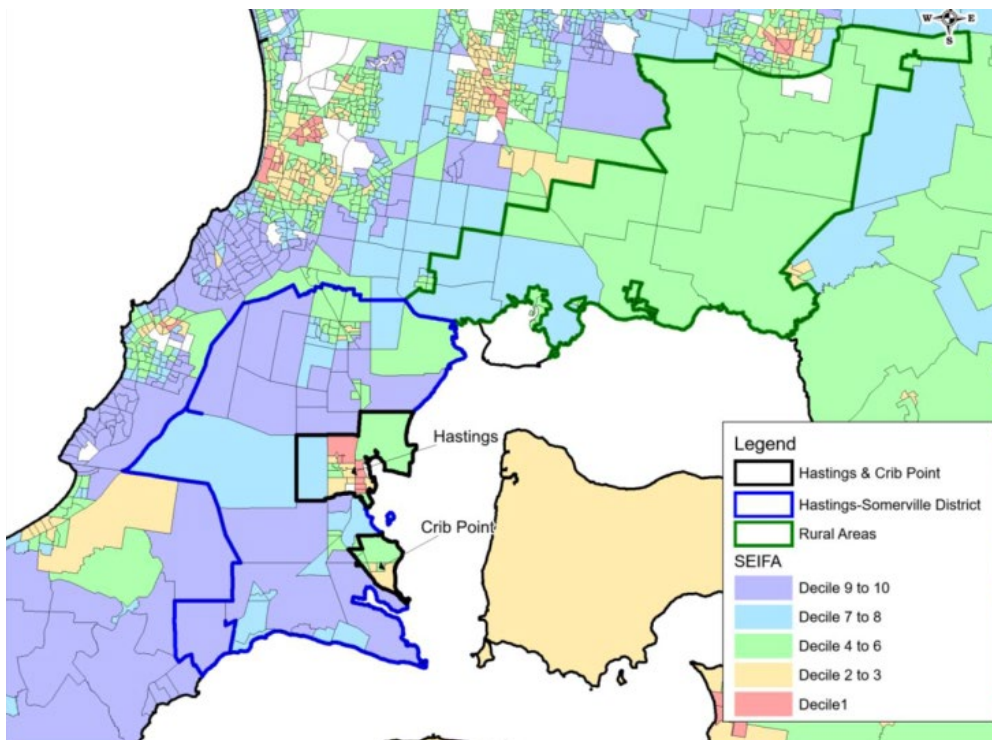 W E
S
Hastings
Crib Point
Legend
Hastings & Crib Point
Hastings-Somerville District
Rural Areas
SEIFA
Decile 9 to 10
Decile 7 to 8
Decile 4 to 6
Decile 2 to 3
Decile1